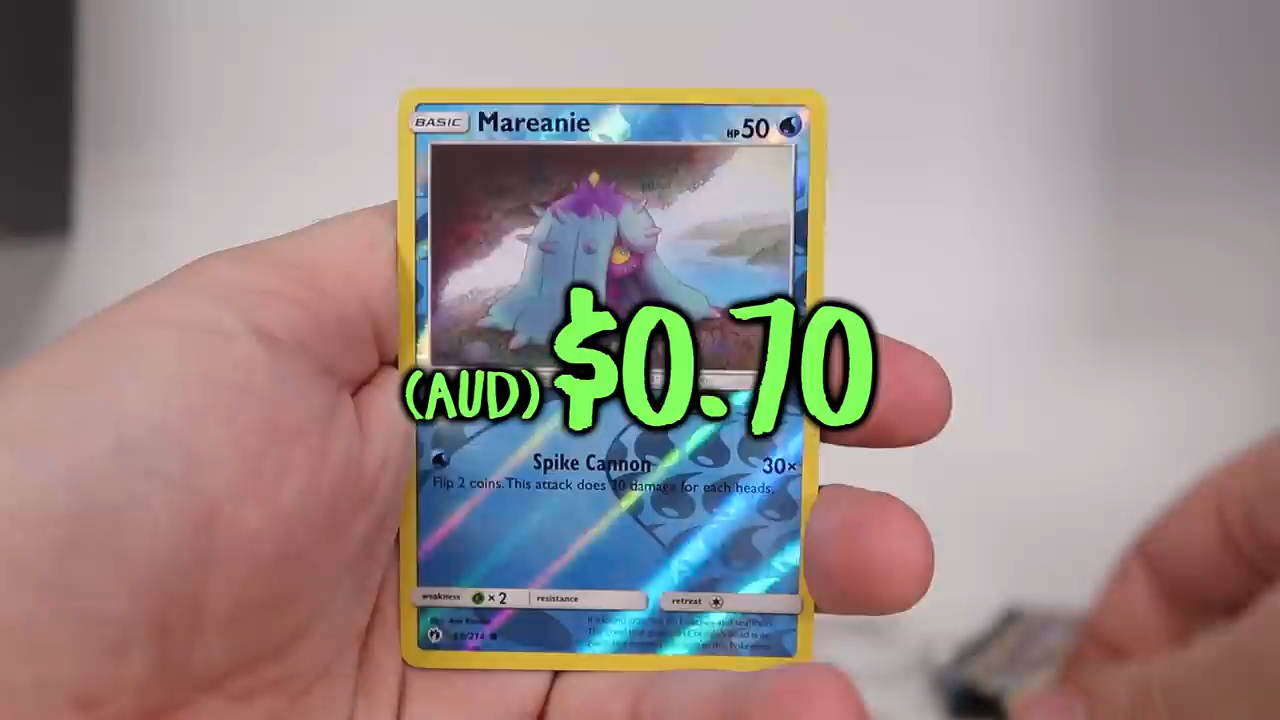 BASIC Mareanie HP 50
(AUD) $0.70
Spike Cannon 30×
Flip 2 coins. This attack does 30 damage for each heads.
weakness ×2 resistance retreat